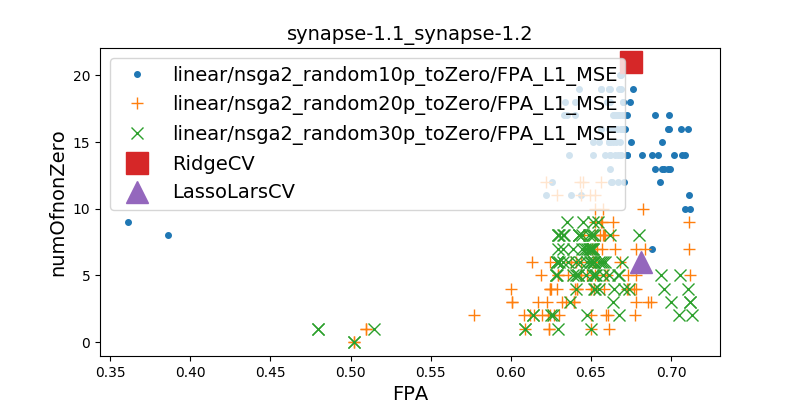 synapse-1.1_synapse-1.2
linear/nsga2_random10p_toZero/FPA_L1_MSE
linear/nsga2_random20p_toZero/FPA_L1_MSE
linear/nsga2_random30p_toZero/FPA_L1_MSE
RidgeCV
LassoLarsCV
numOfnonZero
20
15
10
5
0
0.35 0.40 0.45 0.50 0.55 0.60 0.65 0.70
FPA